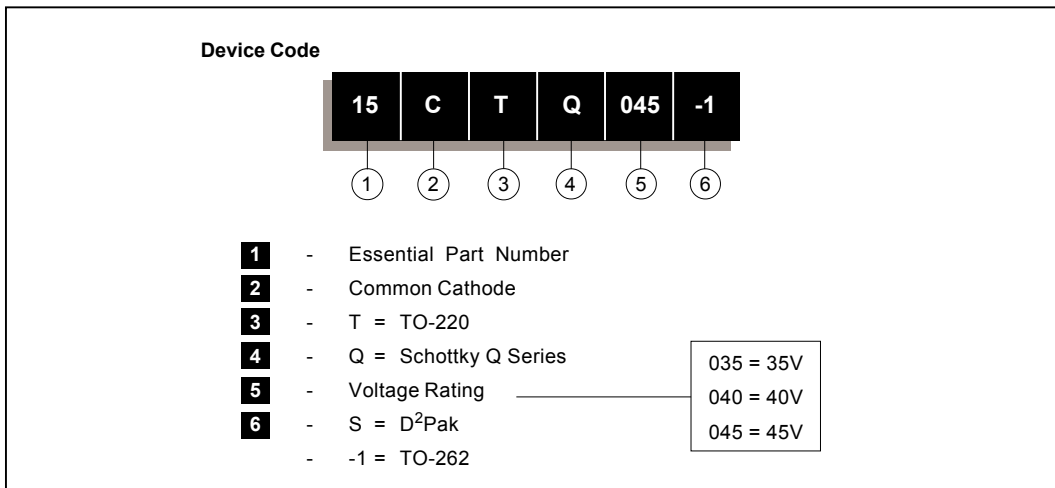 Device Code
15 C T Q 045 -1
1 2 3 4 5 6
1 - Essential Part Number
2 - Common Cathode
3 - T = TO-220
4 - Q = Schottky Q Series
5 - Voltage Rating
6 - S = D²Pak
- -1 = TO-262
035 = 35V
040 = 40V
045 = 45V